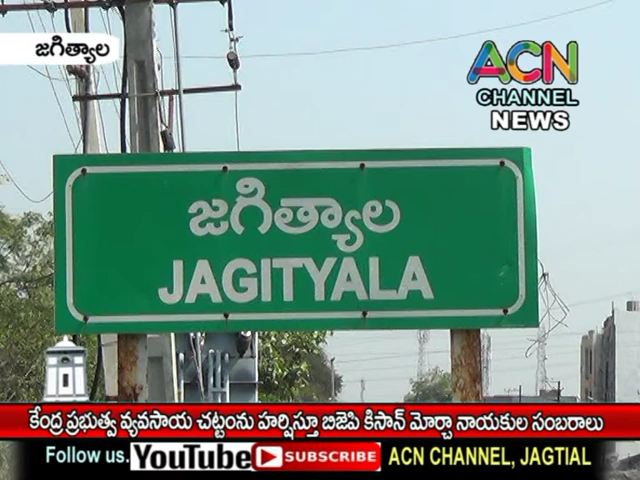 జగిత్యాల
ACN
CHANNEL
NEWS
జగిత్యాల
JAGITYALA
కేంద్ర ప్రభుత్వ వ్యవసాయ చట్టంను హర్షిస్తూ బిజెపి కిసాన్ మోర్చా నాయకుల సంబరాలు
Follow us. YouTube SUBSCRIBE ACN CHANNEL, JAGTIAL